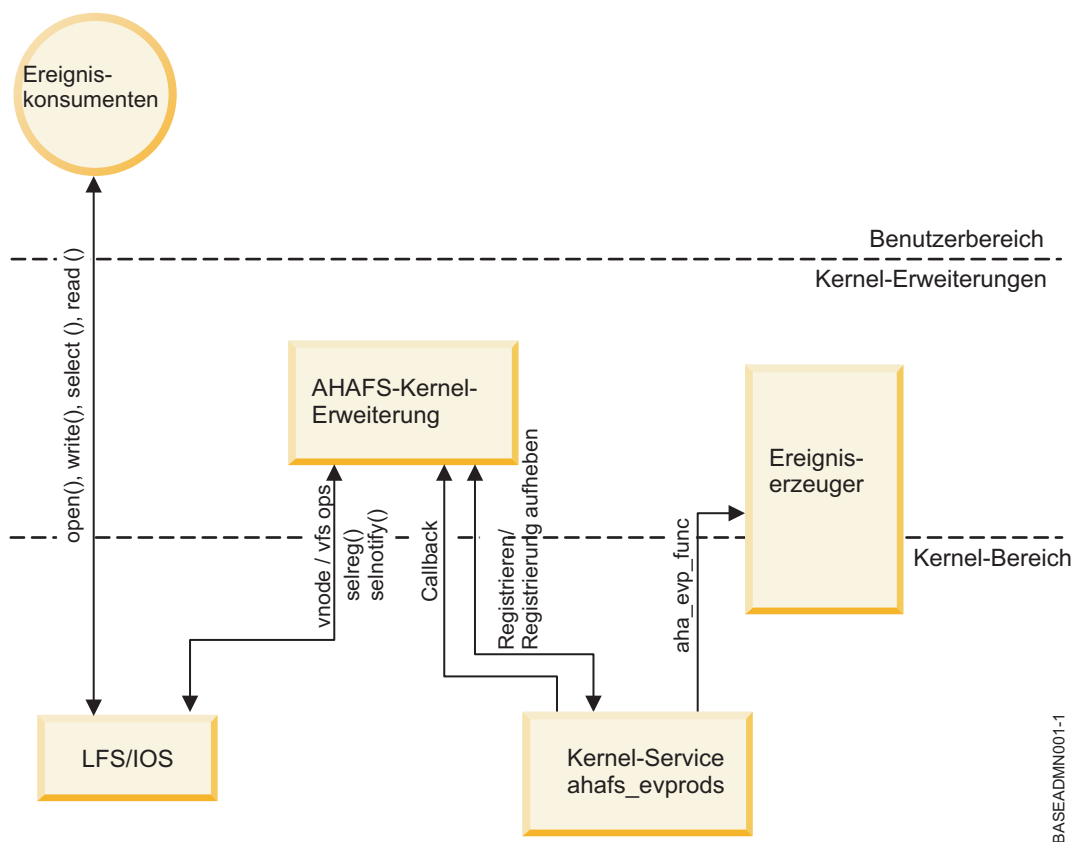 Ereignis-
konsumenten
open(), write(), select (), read ()
Benutzerbereich
Kernel-Erweiterungen
AHAFS-Kernel-
Erweiterung
Ereignis-
erzeuger
vnode / vfs ops
selreg()
selnotify()
Callback
Registrieren/
Registrierung aufheben
aha_evp_func
Kernel-Bereich
LFS/IOS
Kernel-Service
ahafs_evprods
BASEADMN001-1